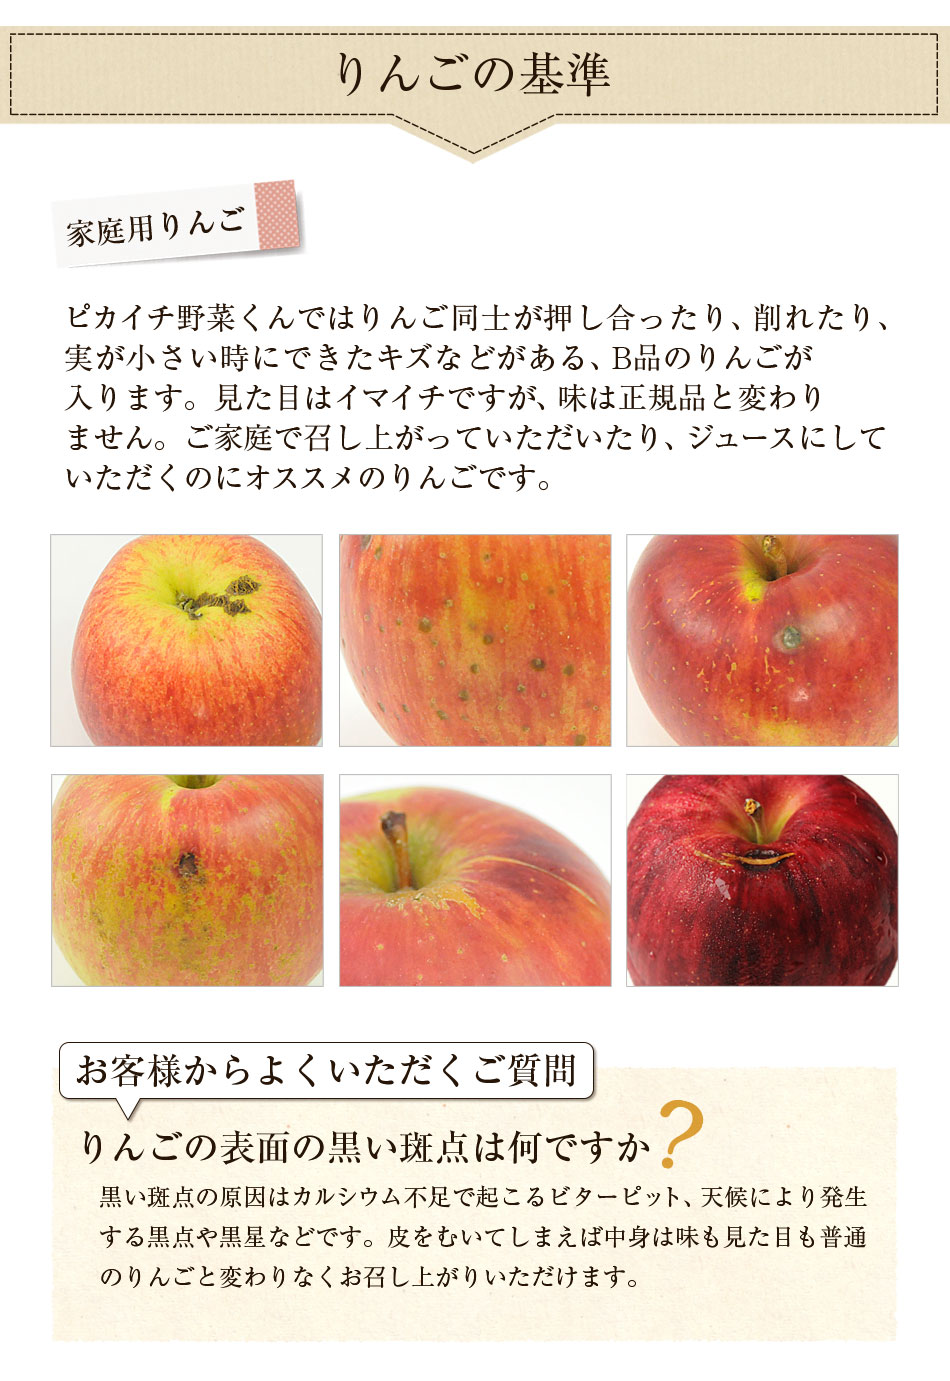 りんごの基準
家庭用りんご
ピカイチ野菜くんではりんご同士が押し合ったり、削れたり、
実が小さい時にできたキズなどがある、B品のりんごが
入ります。見た目はイマイチですが、味は正規品と変わり
ません。ご家庭で召し上がっていただいたり、ジュースにして
いただくのにオススメのりんごです。
お客様からよくいただくご質問
りんごの表面の黒い斑点は何ですか?
黒い斑点の原因はカルシウム不足で起こるビターピット、天候により発生
する黒点や黒星などです。皮をむいてしまえば中身は味も見た目も普通
のりんごと変わりなくお召し上がりいただけます。